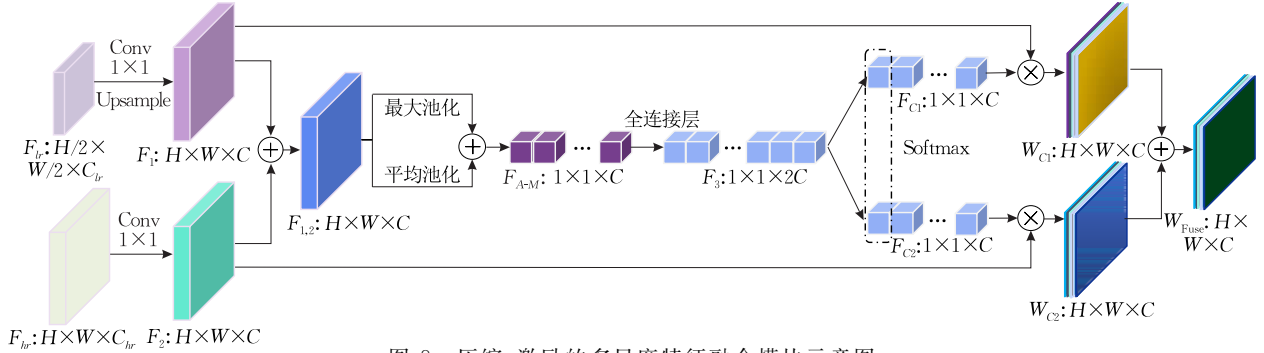 Conv
1×1
Upsample
F_lr: H/2×
W/2×C_lr
F_1: H×W×C
Conv
1×1
F_hr: H×W×C_hr
F_2: H×W×C
F_1,2: H×W×C
最大池化
平均池化
F_A-M: 1×1×C
全连接层
F_3: 1×1×2C
F_C1: 1×1×C
Softmax
F_C2: 1×1×C
W_C1: H×W×C
W_C2: H×W×C
W_Fuse: H×
W×C